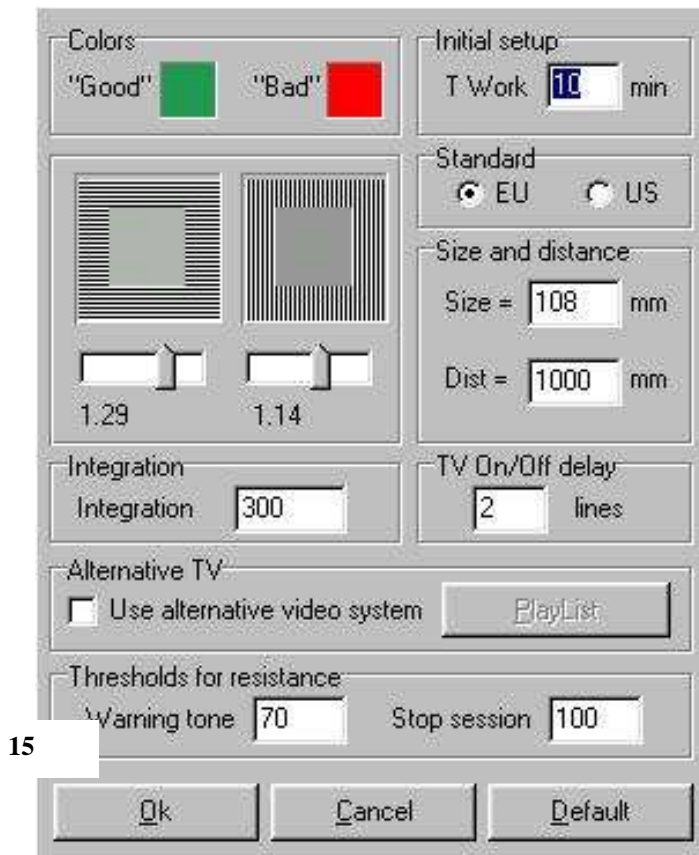 Colors
"Good" "Bad"
Initial setup
T Work 10 min
Standard
EU US
1.29 1.14
Size and distance
Size = 108 mm
Dist = 1000 mm
Integration
Integration 300
TV On/Off delay
2 lines
Alternative TV
Use alternative video system PlayList
Thresholds for resistance
Warning tone 70 Stop session 100
15
Ok Cancel Default